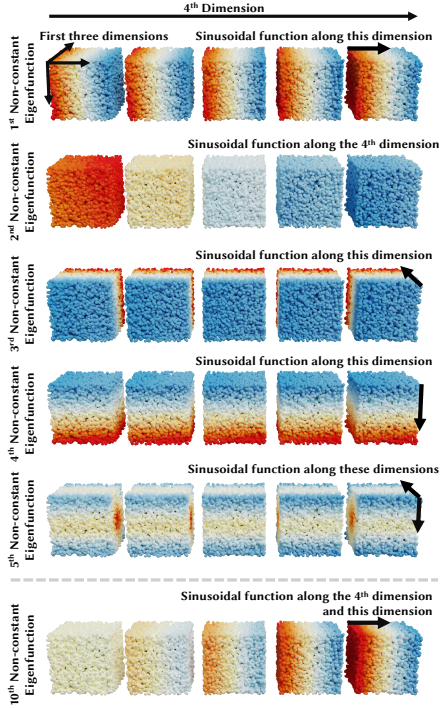 4th Dimension
First three dimensions
Sinusoidal function along this dimension
1st Non-constant
Eigenfunction
Sinusoidal function along the 4th dimension
2nd Non-constant
Eigenfunction
Sinusoidal function along this dimension
3rd Non-constant
Eigenfunction
Sinusoidal function along this dimension
4th Non-constant
Eigenfunction
Sinusoidal function along these dimensions
5th Non-constant
Eigenfunction
Sinusoidal function along the 4th dimension
and this dimension
10th Non-constant
Eigenfunction